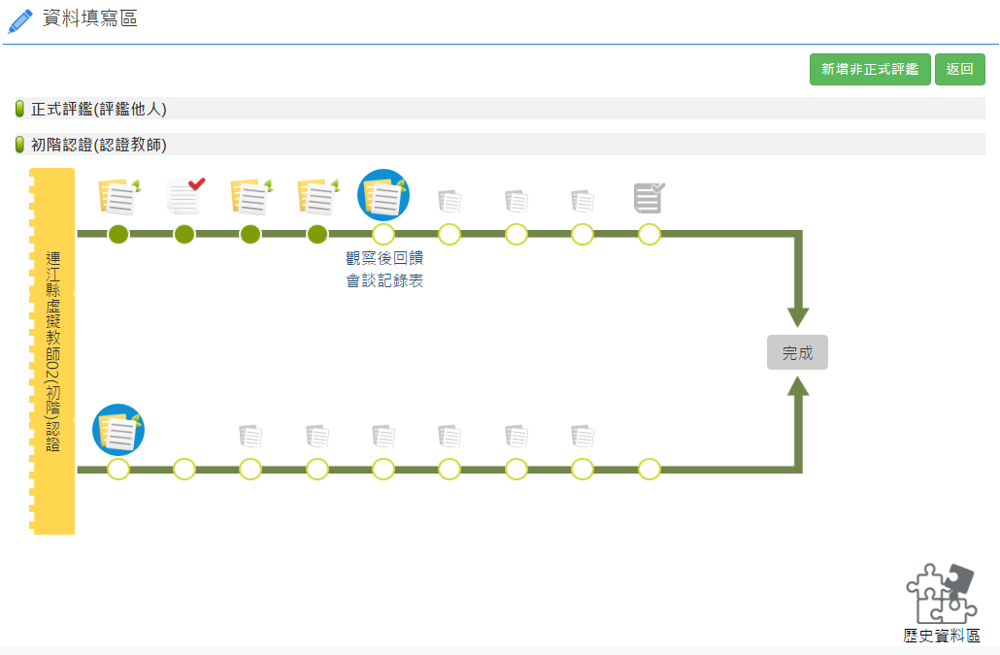 資料填寫區
新增非正式評鑑
返回
正式評鑑(評鑑他人)
初階認證(認證教師)
連江縣虛擬教師02(初階)認證
觀察後回饋
會談記錄表
完成
歷史資料區